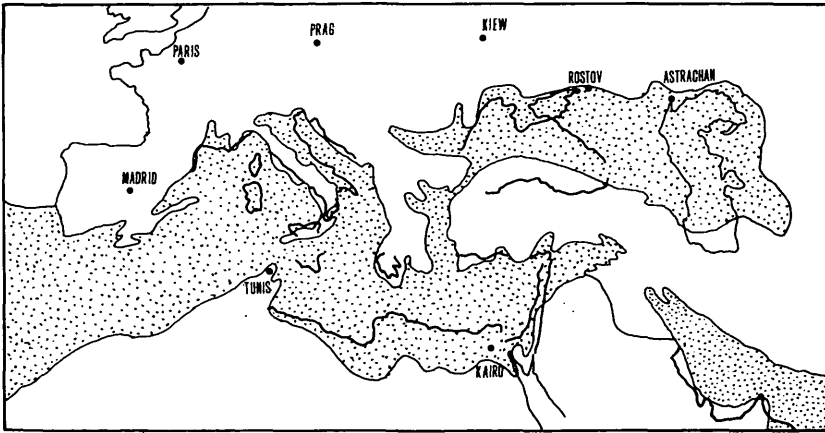 PARIS
PRAG
KIEW
ROSTOV
ASTRACHAN
MADRID
TUNIS
KAIRO